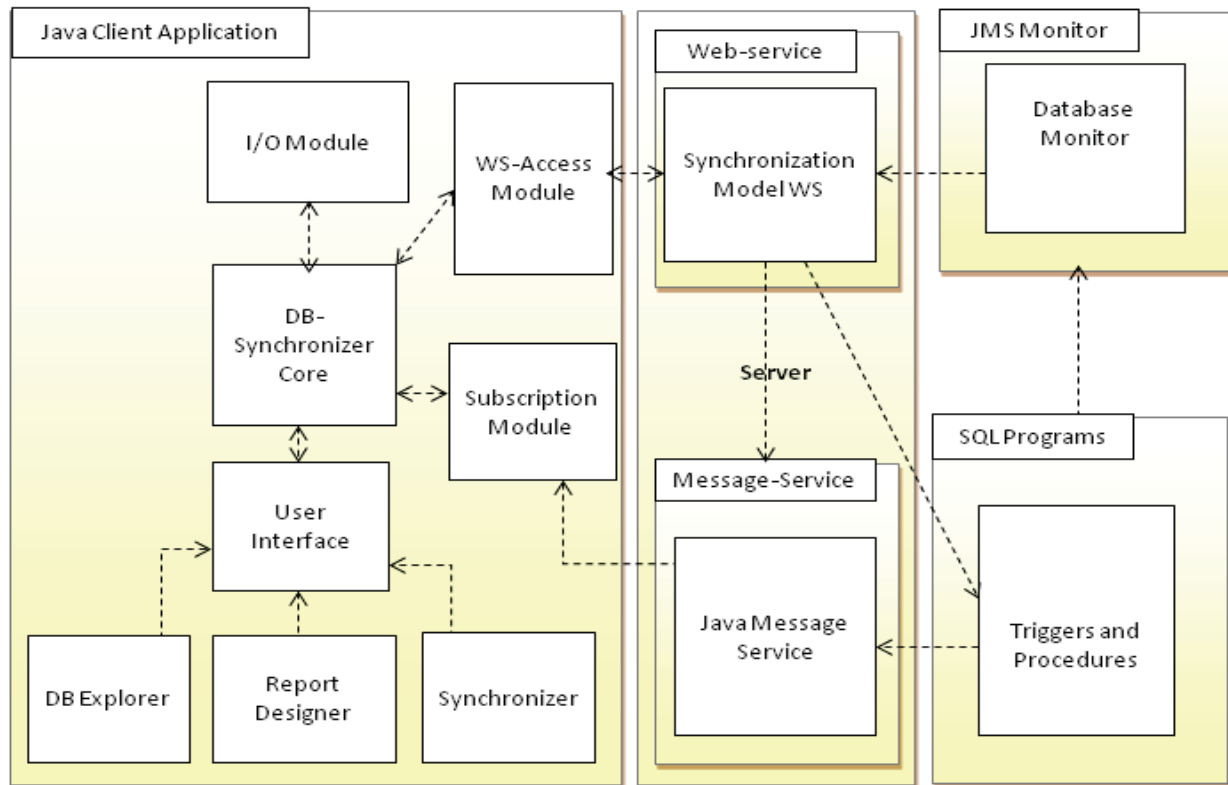 Java Client Application
I/O Module
WS-Access
Module
DB-
Synchronizer
Core
Subscription
Module
User
Interface
DB Explorer
Report
Designer
Synchronizer
Web-service
Synchronization
Model WS
Server
Message-Service
Java Message
Service
JMS Monitor
Database
Monitor
SQL Programs
Triggers and
Procedures